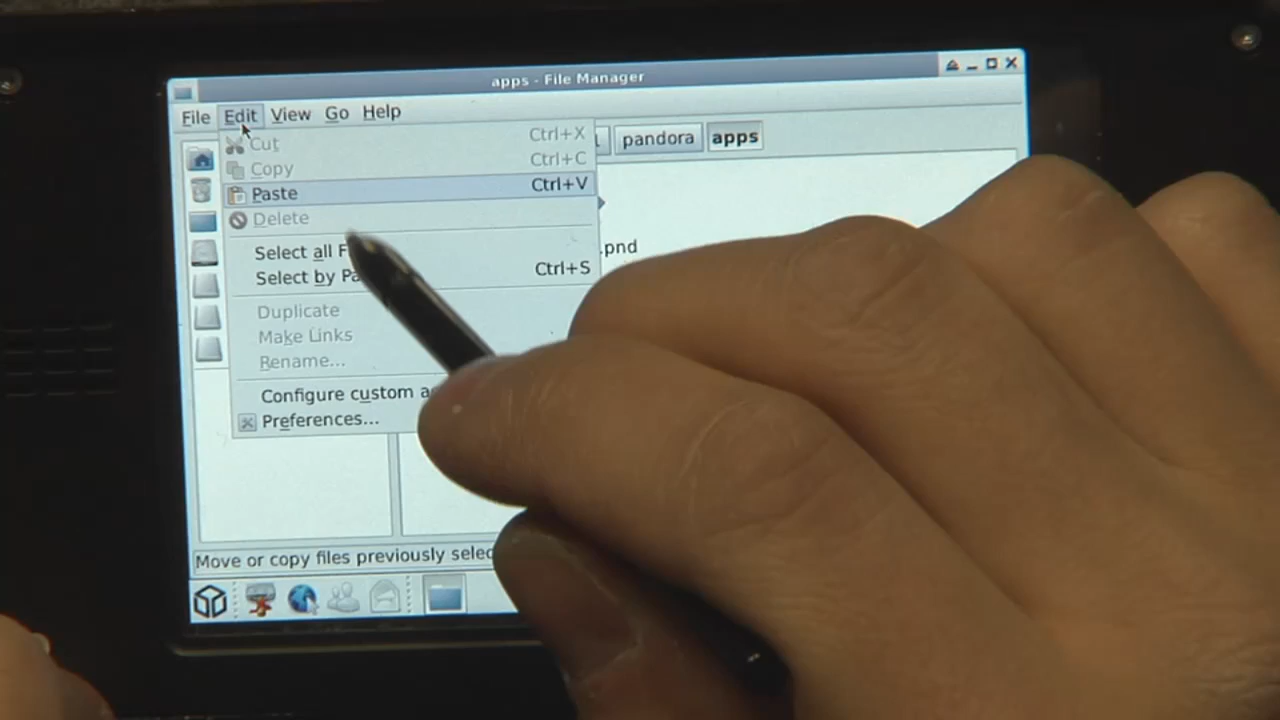 apps - File Manager
File Edit View Go Help
Cut Ctrl+X
pandora apps
Copy Ctrl+C
Paste Ctrl+V
Delete
Select all
.pnd
Select by Ctrl+S
Duplicate
Make Links
Rename...
Configure custom
Preferences...
Move or copy files previously